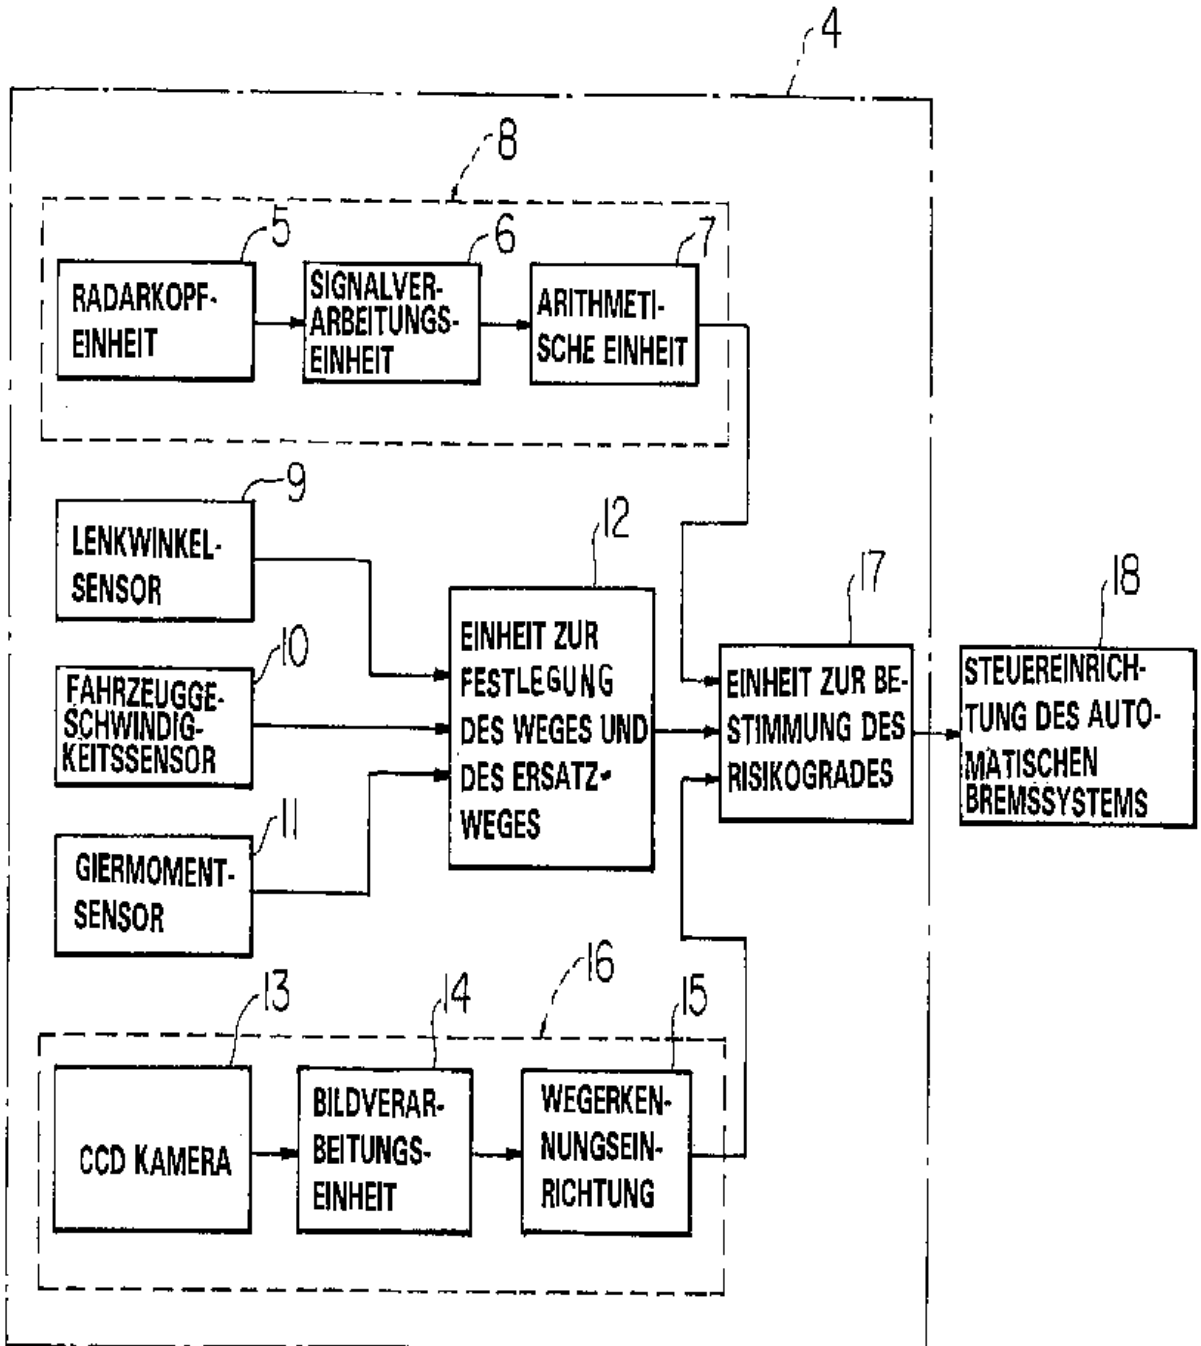 4
8
5
6
7
RADARKOPF-
EINHEIT
SIGNALVER-
ARBEITUNGS-
EINHEIT
ARITHMETI-
SCHE EINHEIT
9
LENKWINKEL-
SENSOR
10
FAHRZEUGGE-
SCHWINDIG-
KEITSSENSOR
11
GIERMOMENT-
SENSOR
12
EINHEIT ZUR
FESTLEGUNG
DES WEGES UND
DES ERSATZ-
WEGES
17
EINHEIT ZUR BE-
STIMMUNG DES
RISIKOGRADES
18
STEUEREINRICH-
TUNG DES AUTO-
MATISCHEN
BREMSSYSTEMS
16
13
14
15
CCD KAMERA
BILDVERAR-
BEITUNGS-
EINHEIT
WEGERKEN-
NUNGSEIN-
RICHTUNG